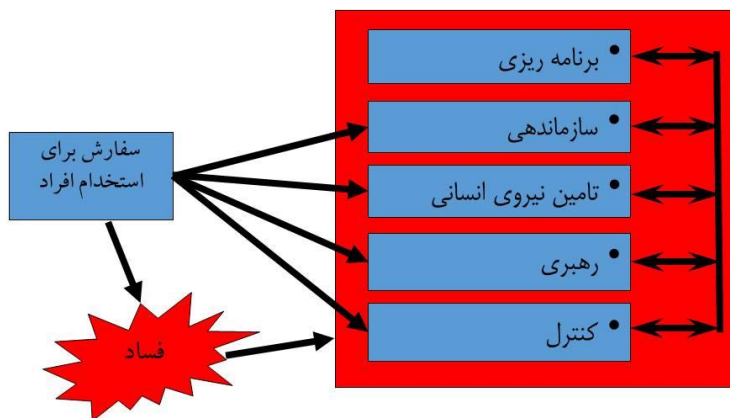 • برنامه ریزی
• سازماندهی
• تامین نیروی انسانی
• رهبری
• کنترل
سفارش برای
استخدام افراد
فساد